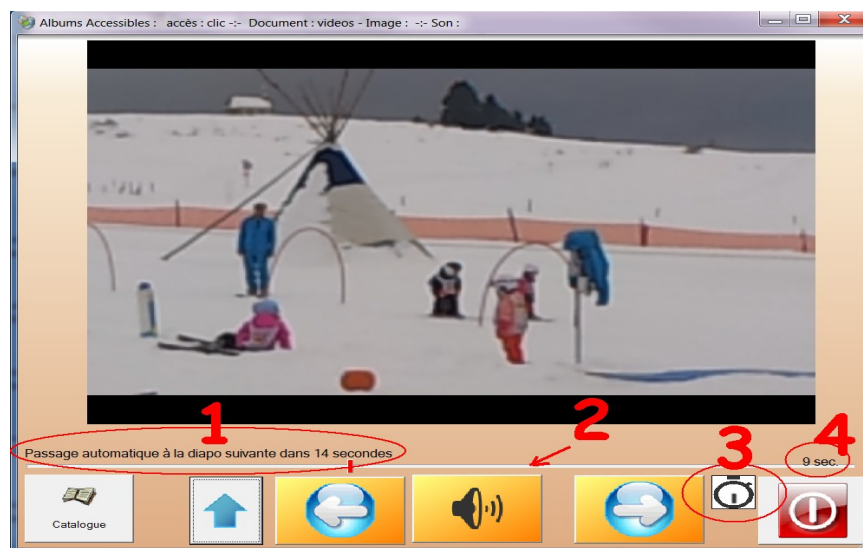 Albums Accessibles : accès : clic -:- Document : videos - Image : -:- Son :
1
2
3
4
Passage automatique à la diapo suivante dans 14 secondes
9 sec.
Catalogue